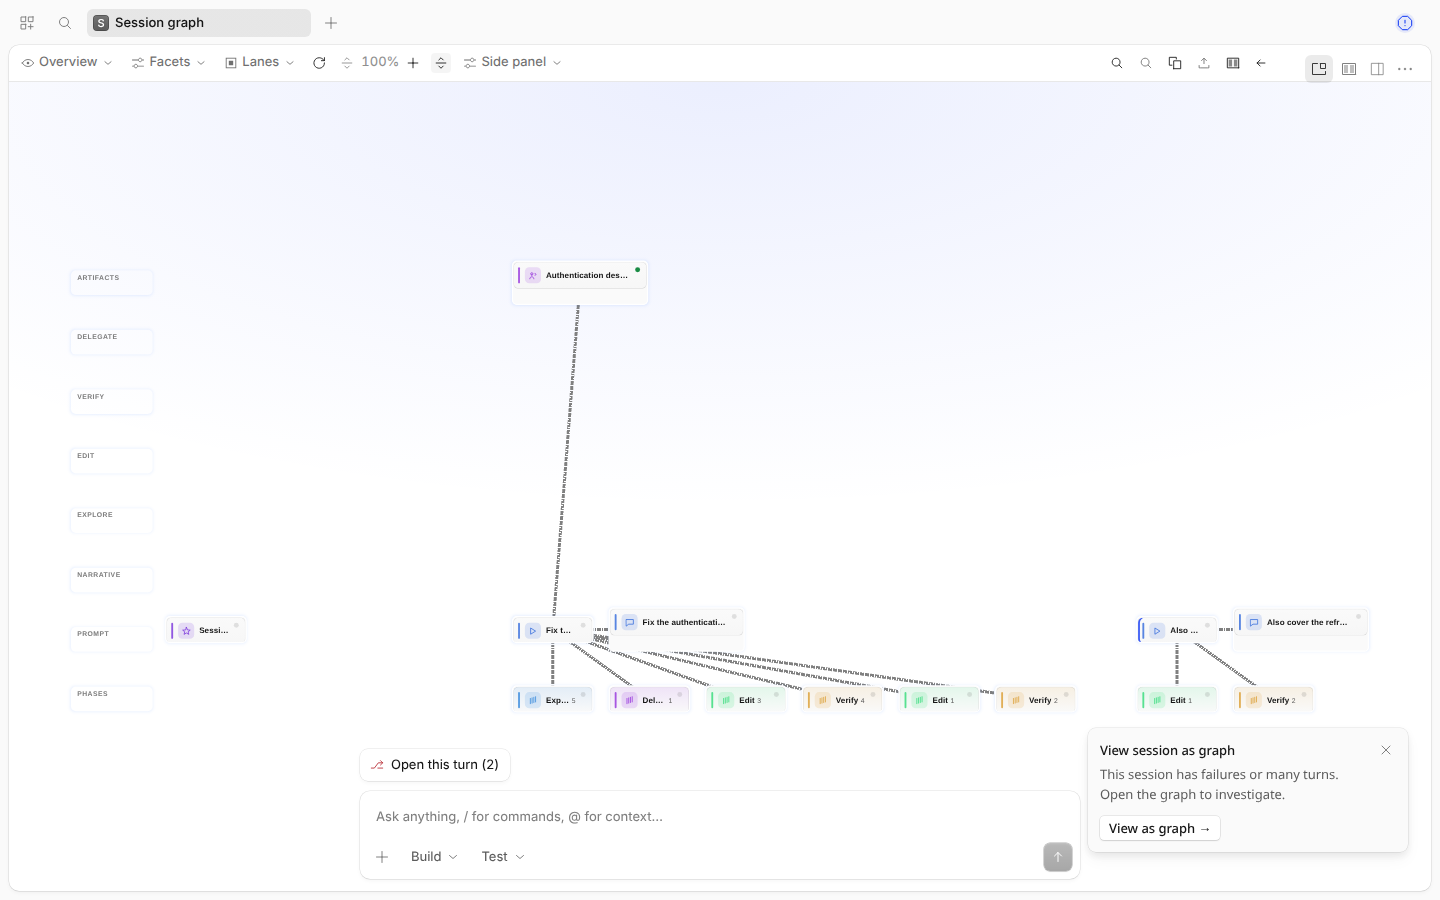 S Session graph
Overview Facets Lanes 100% Side panel
ARTIFACTS
Authentication des...
DELEGATE
VERIFY
EDIT
EXPLORE
NARRATIVE
PROMPT
Sessi...
Fix t...
Fix the authenticati...
Also ...
Also cover the refr...
PHASES
Exp... 5
Del... 1
Edit 3
Verify 4
Edit 1
Verify 2
Edit 1
Verify 2
View session as graph
This session has failures or many turns.
Open the graph to investigate.
View as graph →
Open this turn (2)
Ask anything, / for commands, @ for context...
Build Test